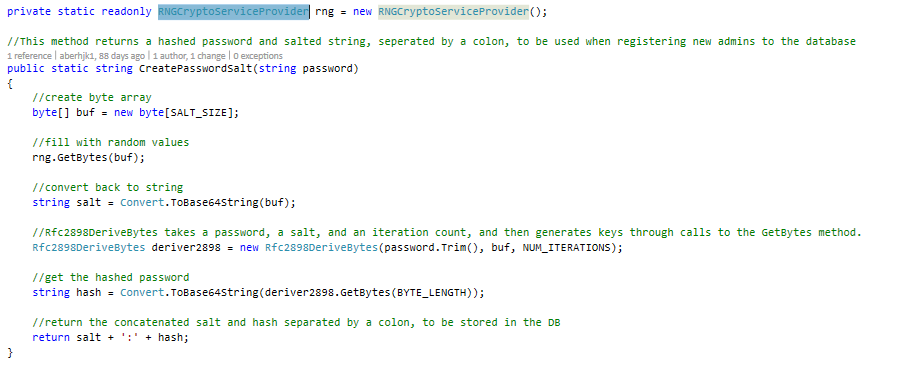 private static readonly RNGCryptoServiceProvider rng = new RNGCryptoServiceProvider();
//This method returns a hashed password and salted string, seperated by a colon, to be used when registering new admins to the database
1 reference | aberhjk1, 88 days ago | 1 author, 1 change | 0 exceptions
public static string CreatePasswordSalt(string password)
{
//create byte array
byte[] buf = new byte[SALT_SIZE];
//fill with random values
rng.GetBytes(buf);
//convert back to string
string salt = Convert.ToBase64String(buf);
//Rfc2898DeriveBytes takes a password, a salt, and an iteration count, and then generates keys through calls to the GetBytes method.
Rfc2898DeriveBytes deriver2898 = new Rfc2898DeriveBytes(password.Trim(), buf, NUM_ITERATIONS);
//get the hashed password
string hash = Convert.ToBase64String(deriver2898.GetBytes(BYTE_LENGTH));
//return the concatenated salt and hash separated by a colon, to be stored in the DB
return salt + ':' + hash;
}